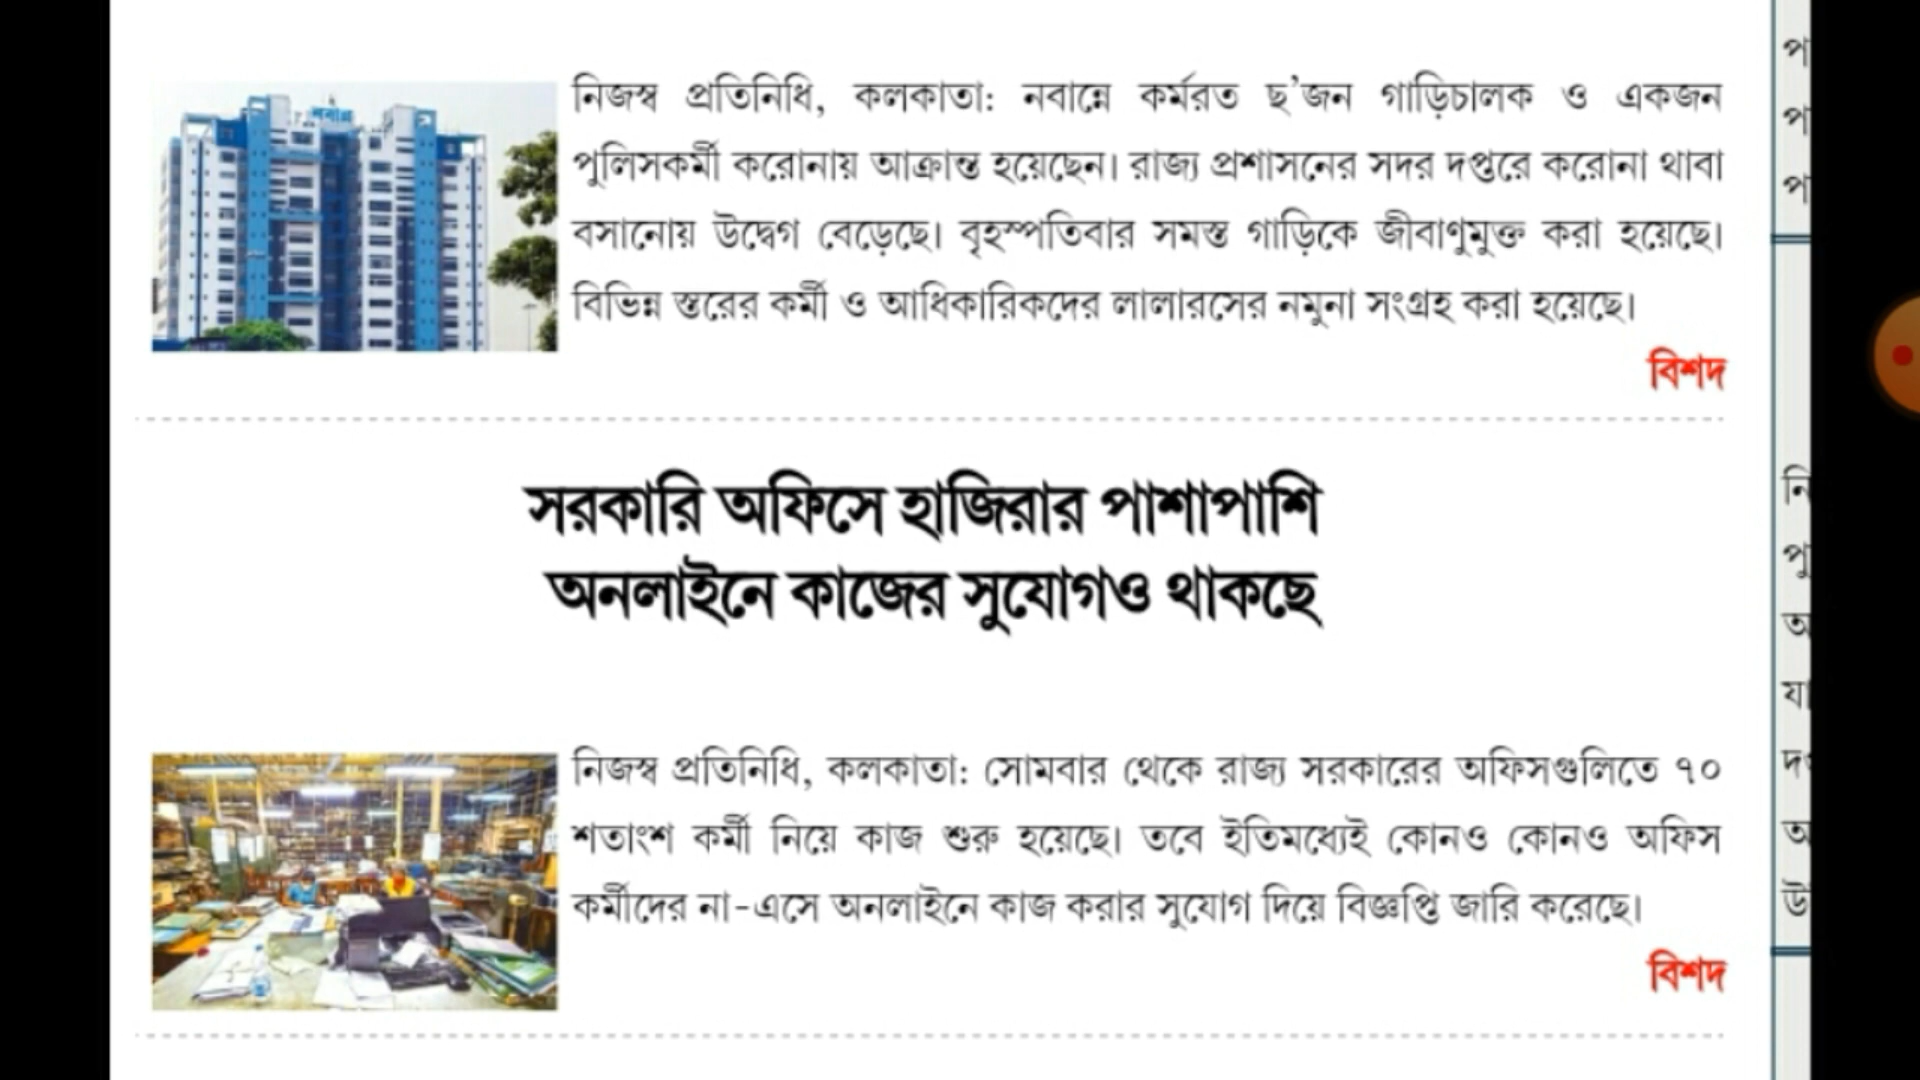 নিজস্ব প্রতিনিধি, কলকাতা: নবান্নে কর্মরত ছ'জন গাড়িচালক ও একজন
পুলিসকর্মী করোনায় আক্রান্ত হয়েছেন। রাজ্য প্রশাসনের সদর দপ্তরে করোনা থাবা
বসানোয় উদ্বেগ বেড়েছে। বৃহস্পতিবার সমস্ত গাড়িকে জীবাণুমুক্ত করা হয়েছে।
বিভিন্ন স্তরের কর্মী ও আধিকারিকদের লালারসের নমুনা সংগ্রহ করা হয়েছে।
বিশদ
সরকারি অফিসে হাজিরার পাশাপাশি
অনলাইনে কাজের সুযোগও থাকছে
নিজস্ব প্রতিনিধি, কলকাতা: সোমবার থেকে রাজ্য সরকারের অফিসগুলিতে ৭০
শতাংশ কর্মী নিয়ে কাজ শুরু হয়েছে। তবে ইতিমধ্যেই কোনও কোনও অফিস
কর্মীদের না-এসে অনলাইনে কাজ করার সুযোগ দিয়ে বিজ্ঞপ্তি জারি করেছে।
বিশদ